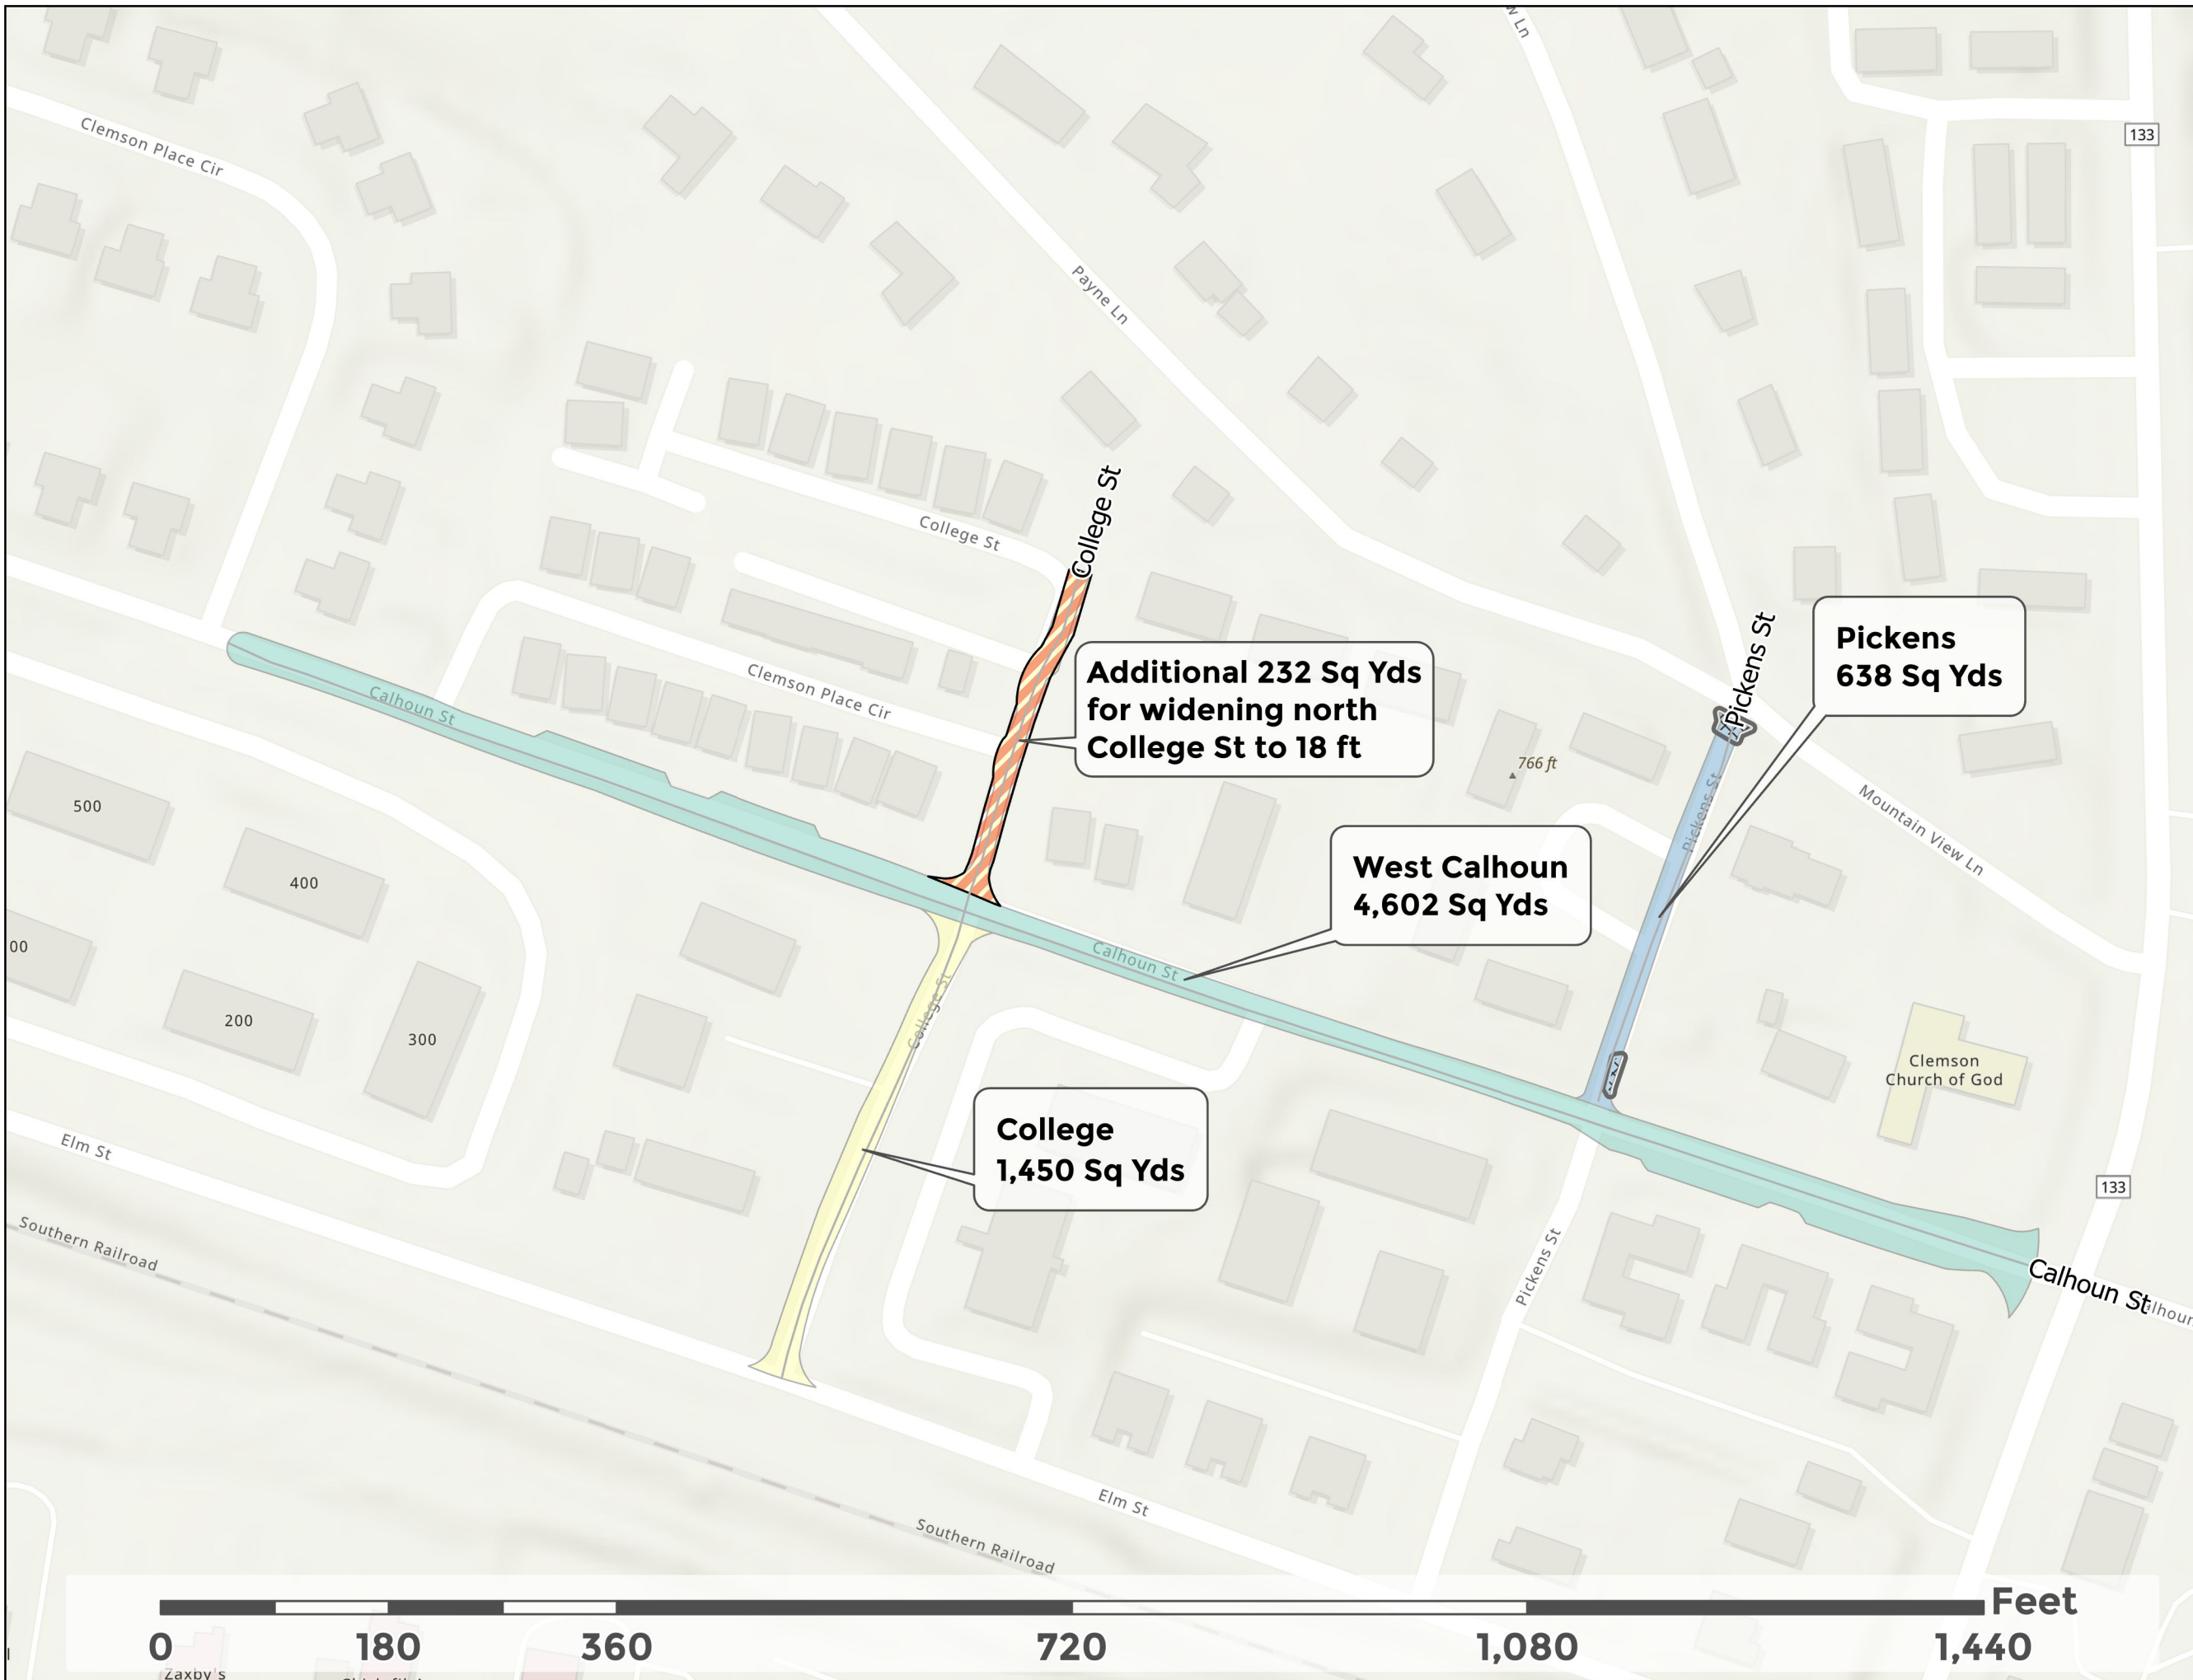 w Ln
133
Clemson Place Cir
Payne Ln
College St
College St
Pickens St
Pickens
638 Sq Yds
Additional 232 Sq Yds
for widening north
College St to 18 ft
Clemson Place Cir
Calhoun St
766 ft
Pickens St
Mountain View Ln
500
West Calhoun
4,602 Sq Yds
400
00
Calhoun St
College St
200
300
Clemson
Church of God
College
1,450 Sq Yds
Elm St
133
Southern Railroad
Pickens St
Calhoun St
Elm St
Southern Railroad
Feet
0 180 360 720 1,080 1,440
Zaxby's